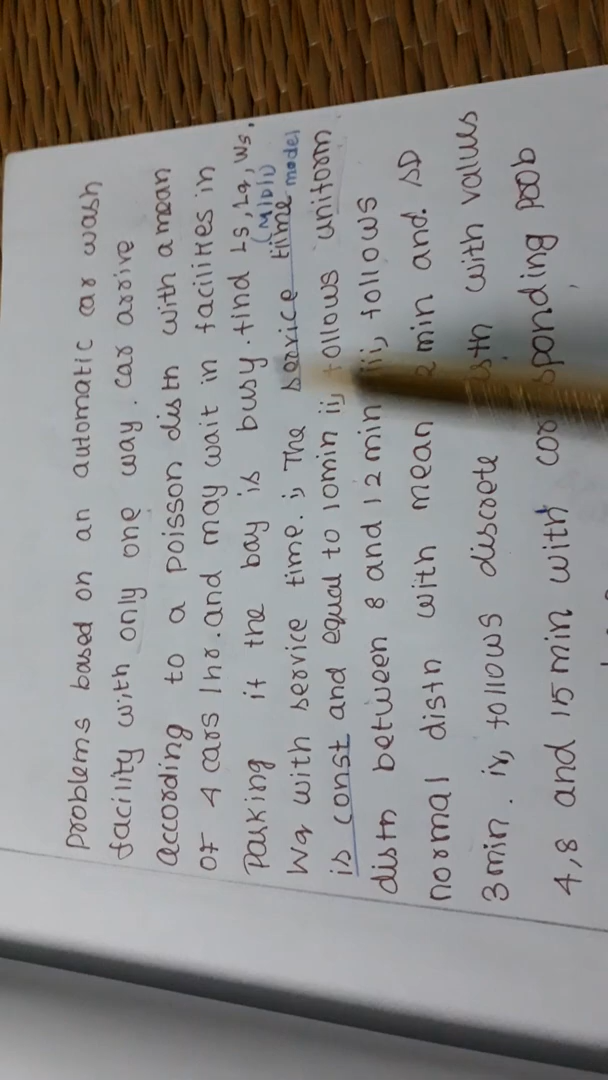 problems based on an automatic car wash
facility with only one way. car arrive
according to a poisson distn with a mean
of 4 cars 1hr. and may wait in facilities in
Parking if the bay is busy. find Ls, Lq, Ws,
(M|D|1)
Wq with service time. i, The service time model
is const and equal to 10min ii, follows uniform
distn between 8 and 12 min iii, follows
normal distn with mean 2 min and SD
3min. iv, follows discrete with values
4,8 and 15 min with prob